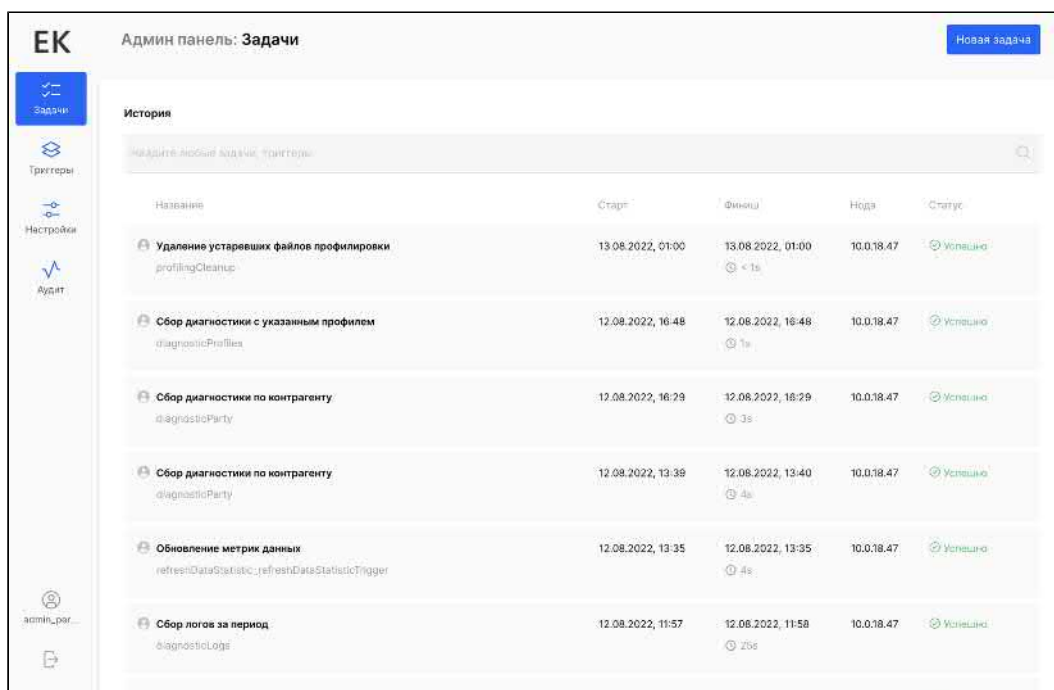 EK
Админ панель: Задачи
Новая задача
Задачи
История
Найдите любые задачи, триггеры
Триггеры
Название Старт Финиш Нода Статус
Настройки
Удаление устаревших файлов профилировки 13.08.2022, 01:00 13.08.2022, 01:00 10.0.18.47 Успешно
profilingCleanup < 1s
Аудит
Сбор диагностики с указанным профилем 12.08.2022, 16:48 12.08.2022, 16:48 10.0.18.47 Успешно
diagnosticProfiles 1s
Сбор диагностики по контрагенту 12.08.2022, 16:29 12.08.2022, 16:29 10.0.18.47 Успешно
diagnosticParty 3s
Сбор диагностики по контрагенту 12.08.2022, 13:39 12.08.2022, 13:40 10.0.18.47 Успешно
diagnosticParty 4s
Обновление метрик данных 12.08.2022, 13:35 12.08.2022, 13:35 10.0.18.47 Успешно
refreshDataStatistic_refreshDataStatisticTrigger 4s
admin_par...
Сбор логов за период 12.08.2022, 11:57 12.08.2022, 11:58 10.0.18.47 Успешно
diagnosticLogs 25s